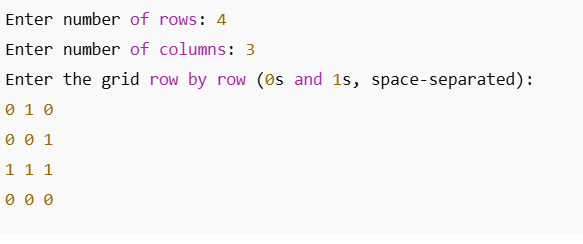 Enter number of rows: 4
Enter number of columns: 3
Enter the grid row by row (0s and 1s, space-separated):
0 1 0
0 0 1
1 1 1
0 0 0